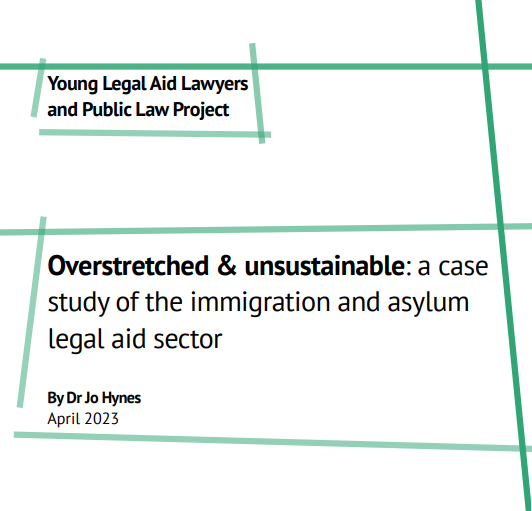 Young Legal Aid Lawyers
and Public Law Project
Overstretched & unsustainable: a case
study of the immigration and asylum
legal aid sector
By Dr Jo Hynes
April 2023